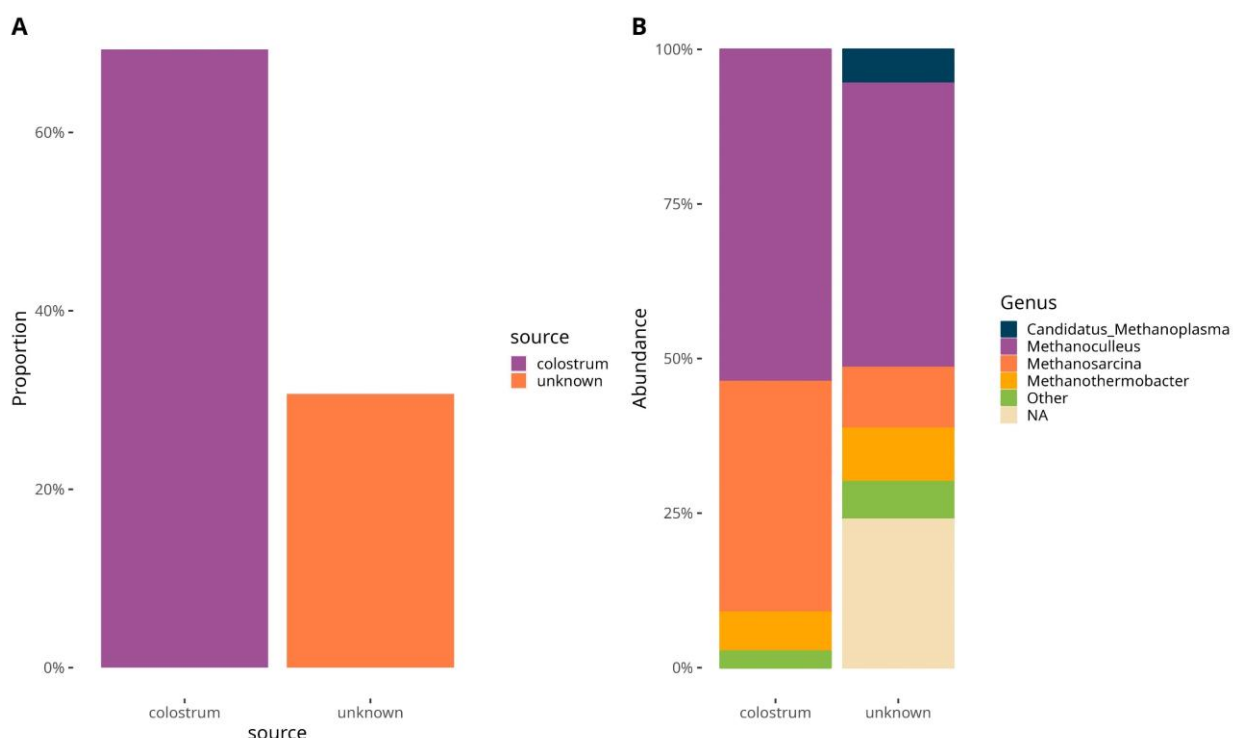 A
Proportion
60%
40%
20%
0%
colostrum
unknown
source
source
colostrum
unknown
B
Abundance
100%
75%
50%
25%
0%
colostrum
unknown
Genus
Candidatus_Methanoplasma
Methanoculleus
Methanosarcina
Methanothermobacter
Other
NA